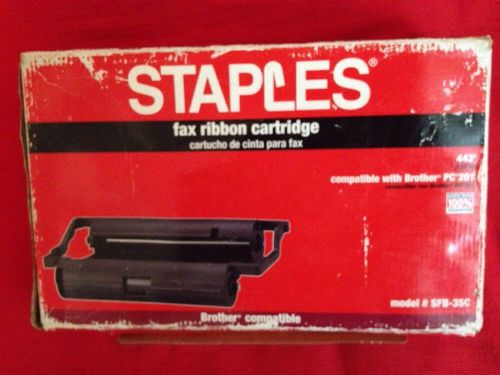 STAPLES®
fax ribbon cartridge
cartucho de cinta para fax
compatible with Brother® PC 201
100%
model # SFB-35C
Brother® compatible